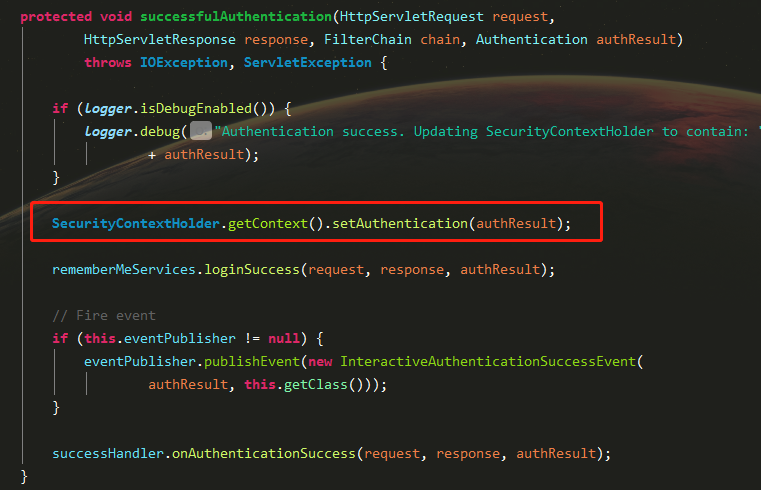 protected void successfulAuthentication(HttpServletRequest request,
HttpServletResponse response, FilterChain chain, Authentication authResult)
throws IOException, ServletException {
if (logger.isDebugEnabled()) {
logger.debug( "Authentication success. Updating SecurityContextHolder to contain: "
+ authResult);
}
SecurityContextHolder.getContext().setAuthentication(authResult);
rememberMeServices.loginSuccess(request, response, authResult);
// Fire event
if (this.eventPublisher != null) {
eventPublisher.publishEvent(new InteractiveAuthenticationSuccessEvent(
authResult, this.getClass()));
}
successHandler.onAuthenticationSuccess(request, response, authResult);
}